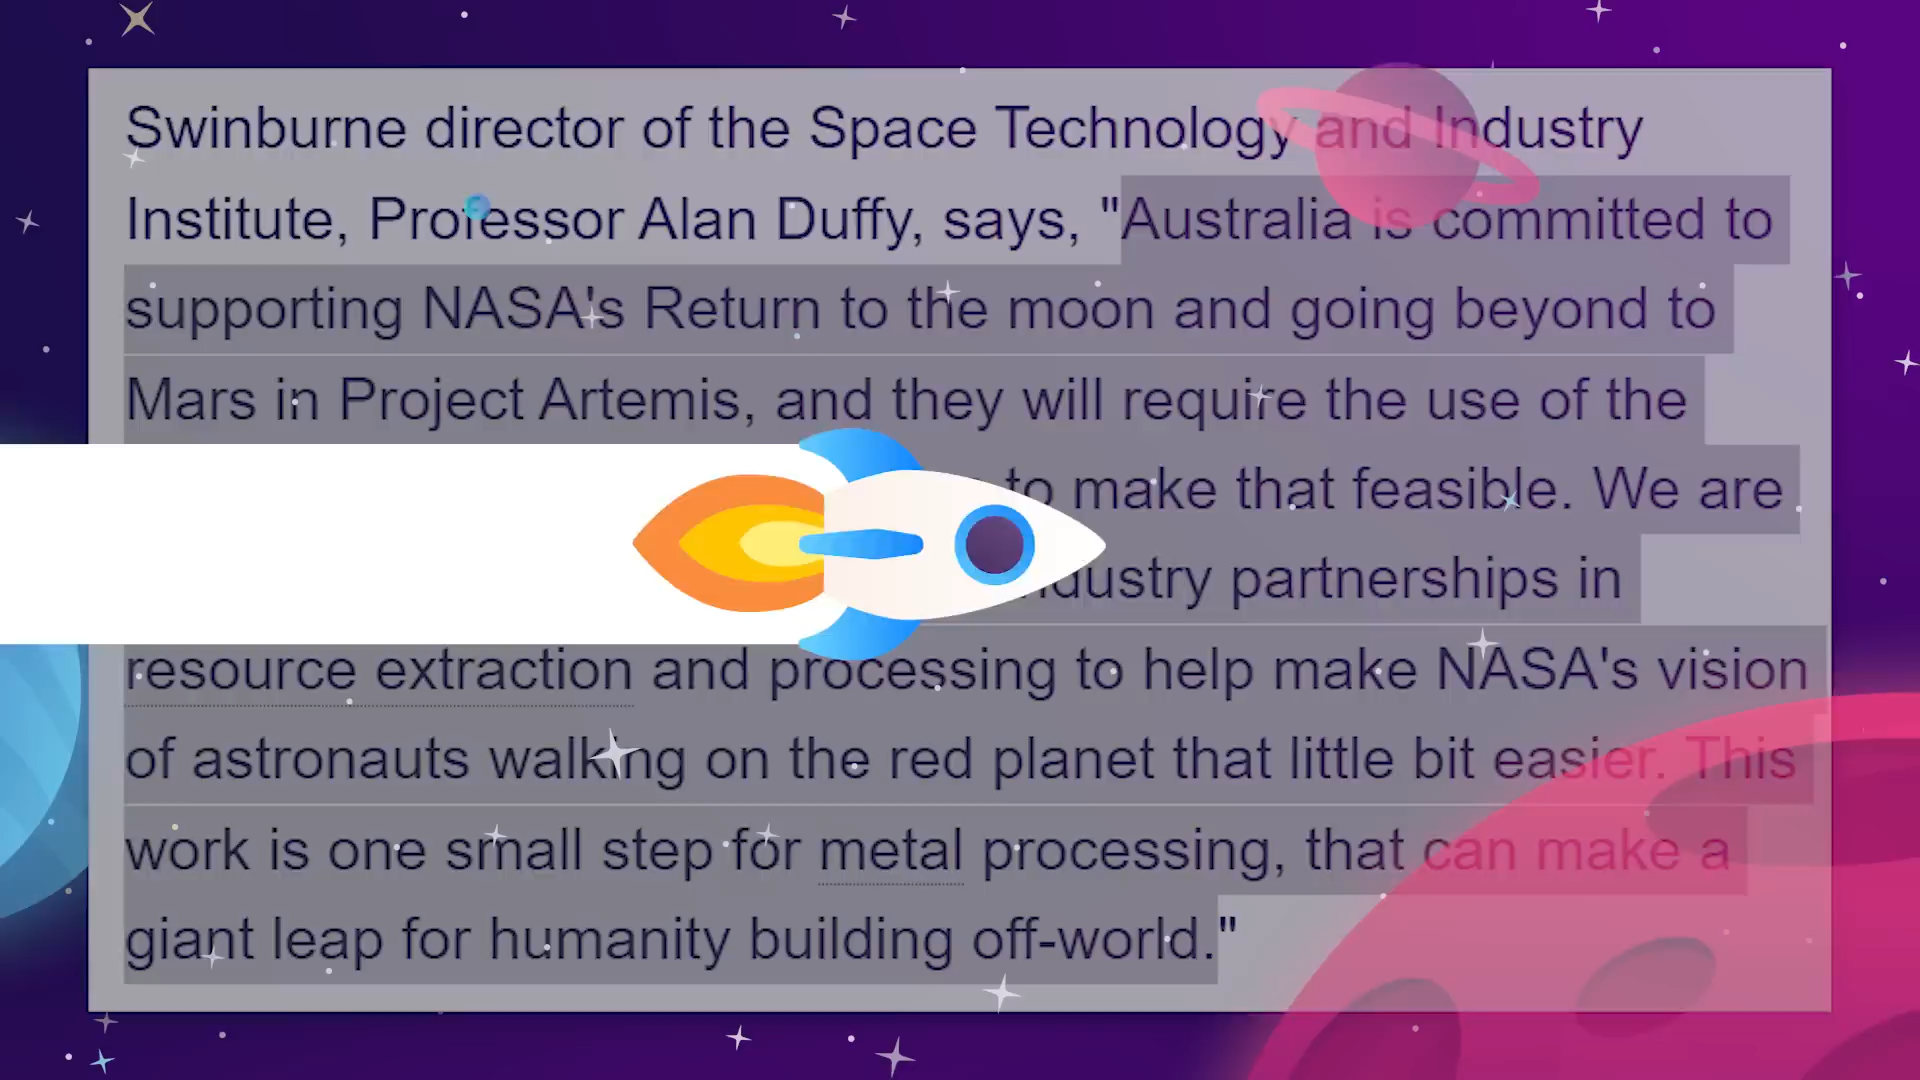 Swinburne director of the Space Technology and Industry
Institute, Professor Alan Duffy, says, "Australia is committed to
supporting NASA's Return to the moon and going beyond to
Mars in Project Artemis, and they will require the use of the
to make that feasible. We are
partnerships in
resource extraction and processing to help make NASA's vision
of astronauts walking on the red planet that little bit easier. This
work is one small step for metal processing, that can make a
giant leap for humanity building off-world."